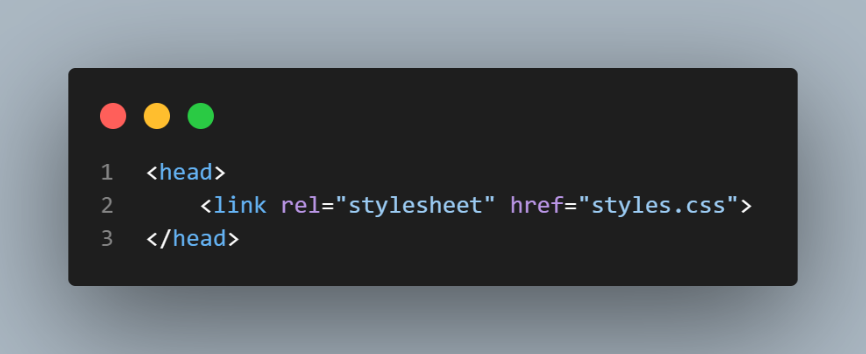 1 <head>
2     <link rel="stylesheet" href="styles.css">
3 </head>